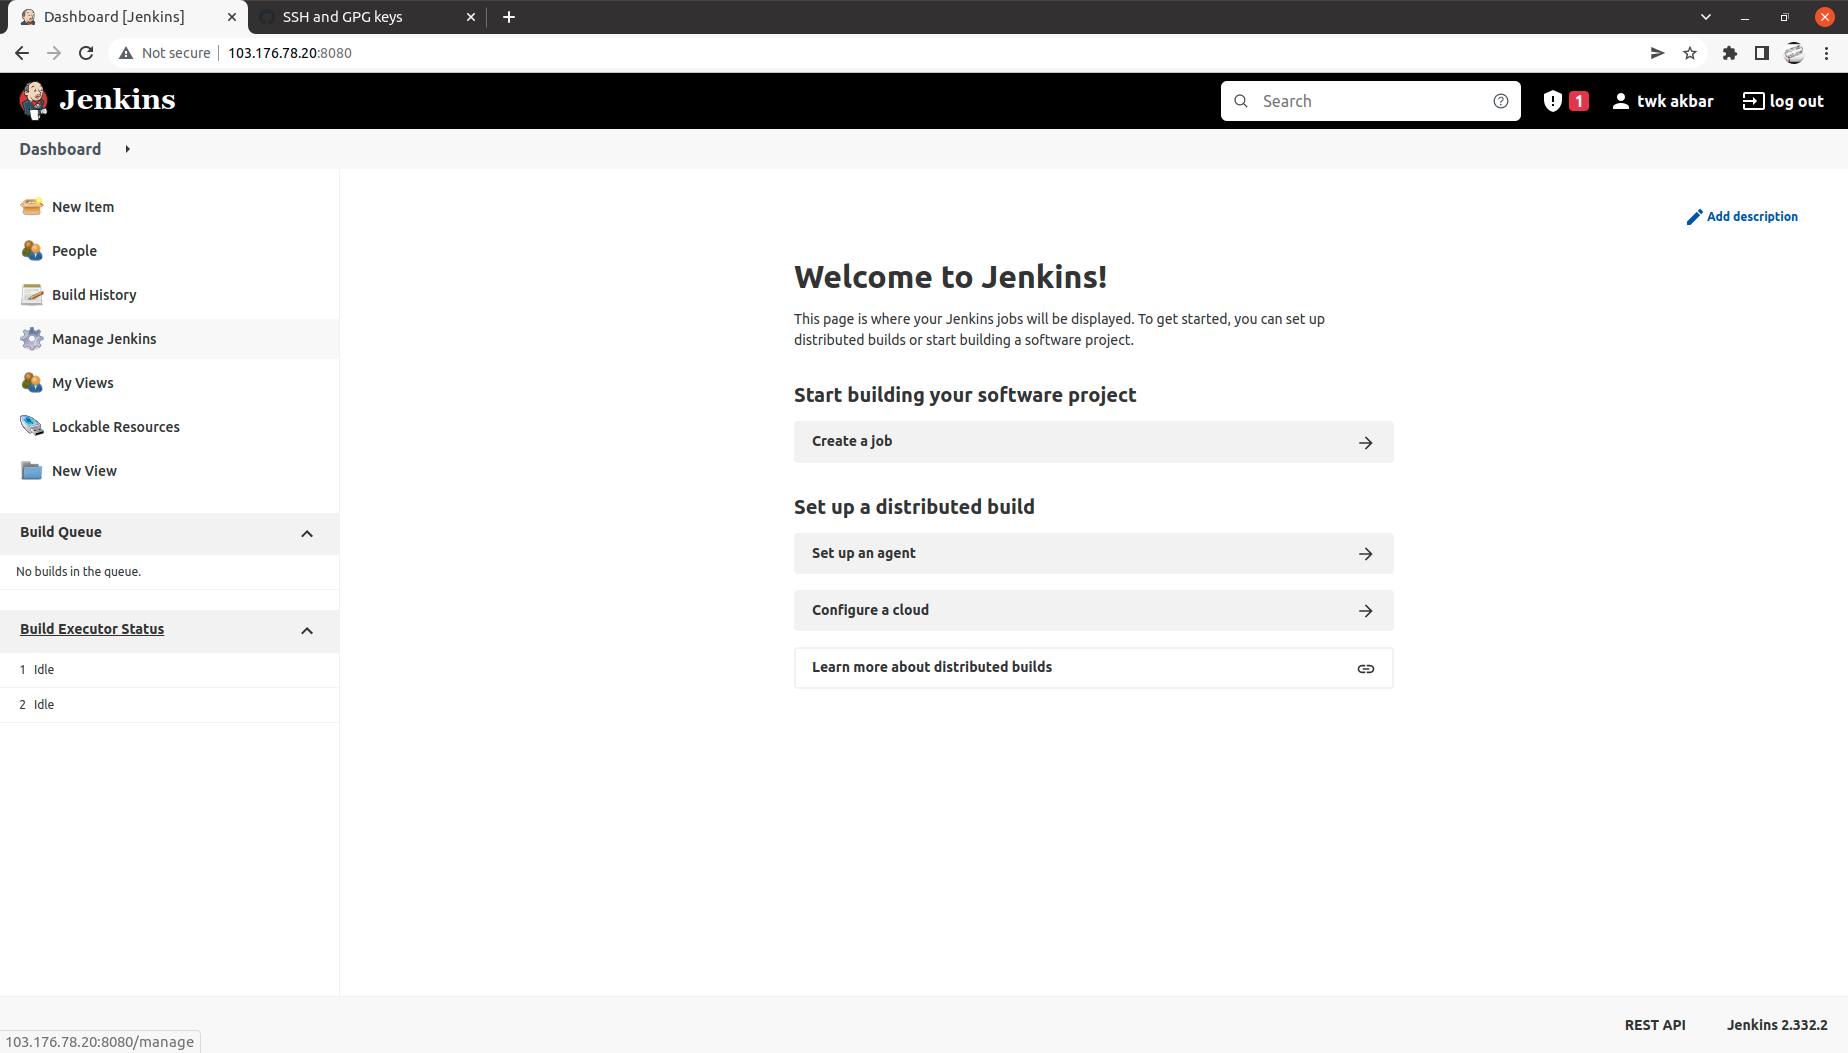 Dashboard [Jenkins]
SSH and GPG keys
Not secure
103.176.78.20:8080
Jenkins
Search
1
twk akbar
log out
Dashboard
New Item
People
Build History
Manage Jenkins
My Views
Lockable Resources
New View
Build Queue
No builds in the queue.
Build Executor Status
1 Idle
2 Idle
Add description
Welcome to Jenkins!
This page is where your Jenkins jobs will be displayed. To get started, you can set up
distributed builds or start building a software project.
Start building your software project
Create a job
Set up a distributed build
Set up an agent
Configure a cloud
Learn more about distributed builds
REST API
Jenkins 2.332.2
103.176.78.20:8080/manage